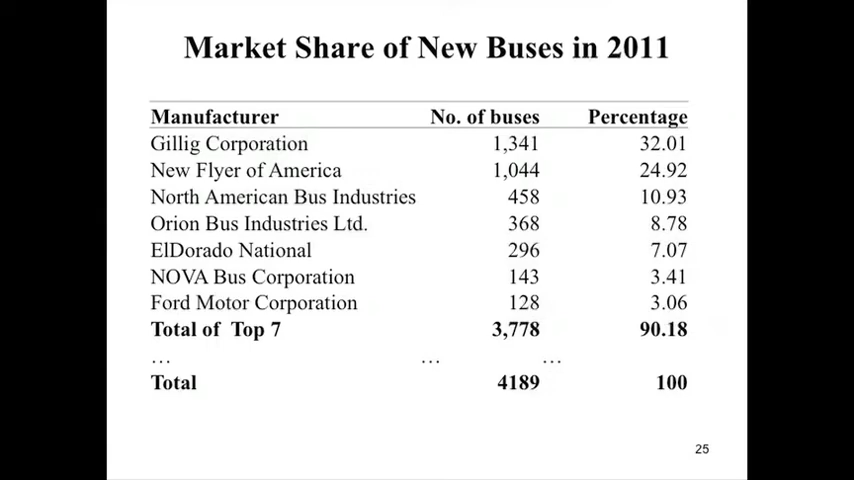 Market Share of New Buses in 2011
Manufacturer No. of buses Percentage
Gillig Corporation 1,341 32.01
New Flyer of America 1,044 24.92
North American Bus Industries 458 10.93
Orion Bus Industries Ltd. 368 8.78
ElDorado National 296 7.07
NOVA Bus Corporation 143 3.41
Ford Motor Corporation 128 3.06
Total of Top 7 3,778 90.18
… … …
Total 4189 100
25